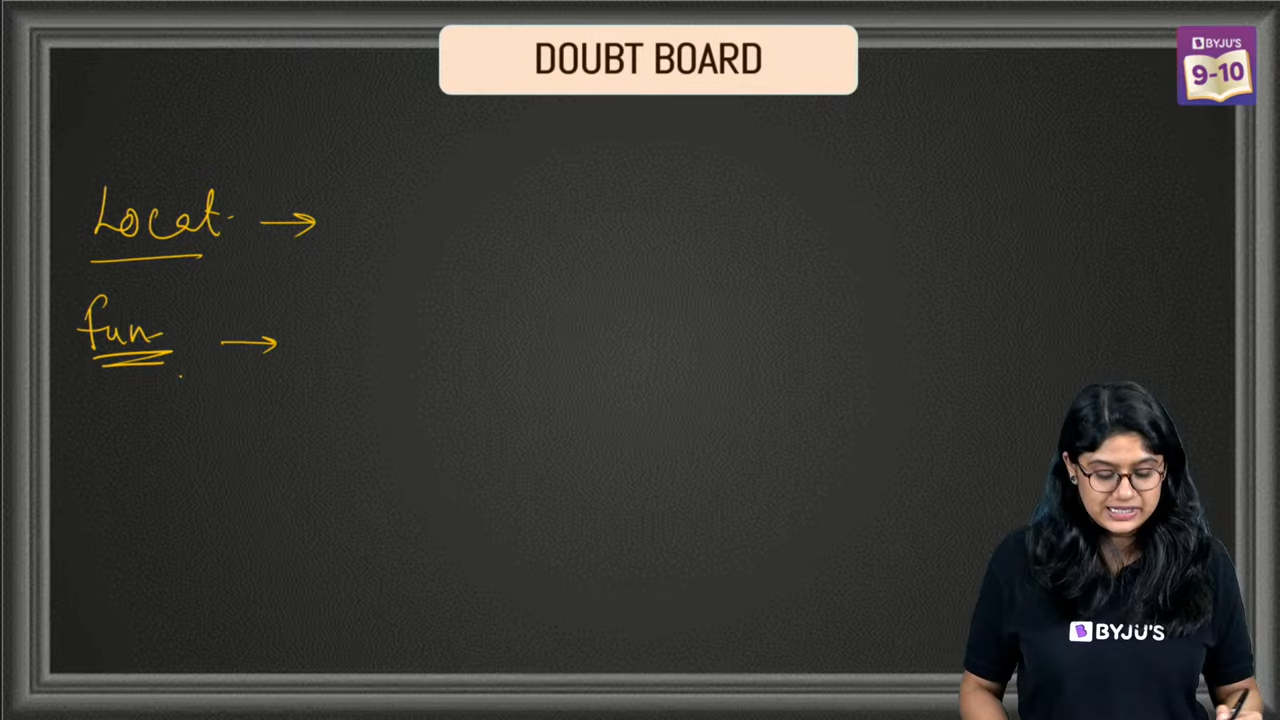 DOUBT BOARD
BYJU'S
9-10
Locat. →
fun →
BYJU'S